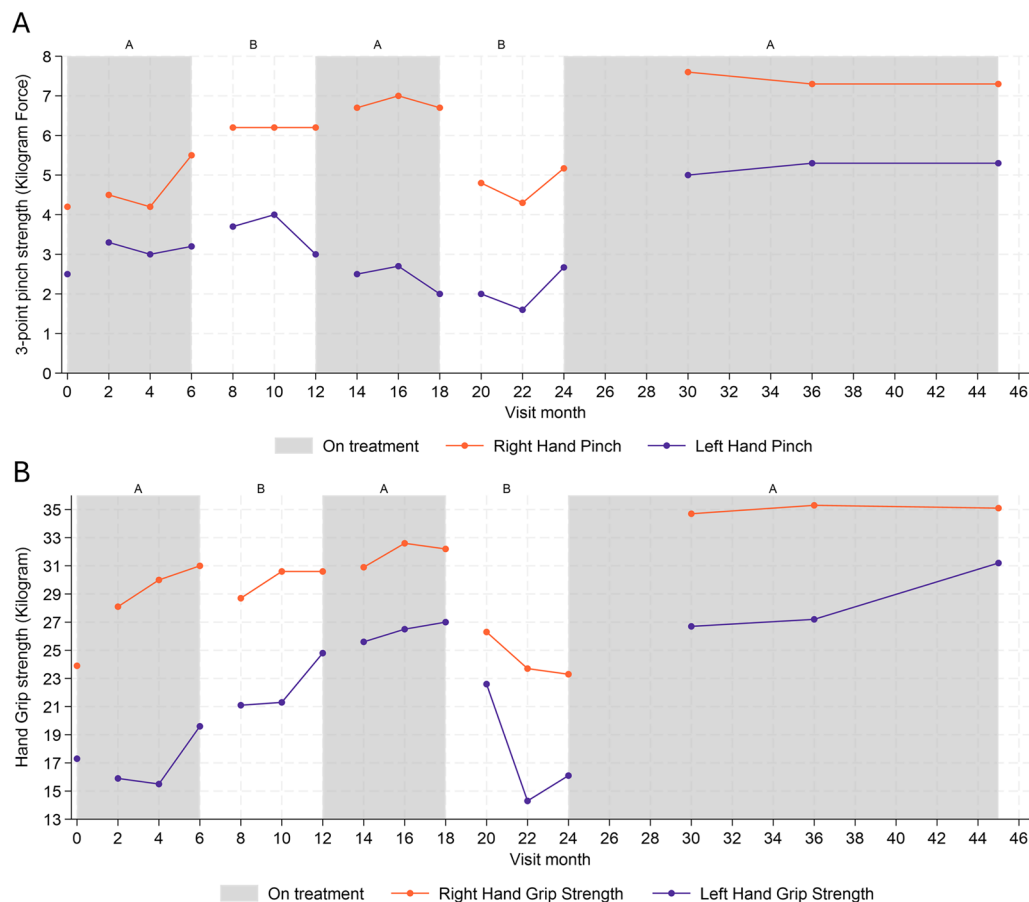 A
A B A B A
3-point pinch strength (Kilogram Force)
8
7
6
5
4
3
2
1
0
0 2 4 6 8 10 12 14 16 18 20 22 24 26 28 30 32 34 36 38 40 42 44 46
Visit month
On treatment Right Hand Pinch Left Hand Pinch
B
A B A B A
Hand Grip strength (Kilogram)
35
33
31
29
27
25
23
21
19
17
15
13
0 2 4 6 8 10 12 14 16 18 20 22 24 26 28 30 32 34 36 38 40 42 44 46
Visit month
On treatment Right Hand Grip Strength Left Hand Grip Strength